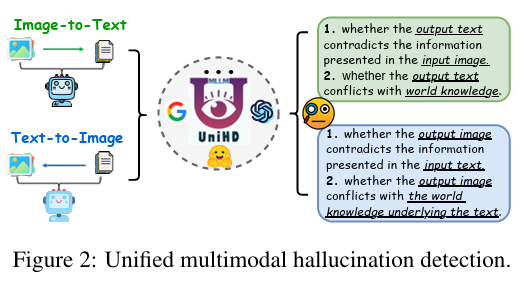 Image-to-Text
Text-to-Image
MLLM
UniHD
1. whether the output text
contradicts the information
presented in the input image.
2. whether the output text
conflicts with world knowledge.
1. whether the output image
contradicts the information
presented in the input text.
2. whether the output image
conflicts with the world
knowledge underlying the text.
Figure 2: Unified multimodal hallucination detection.